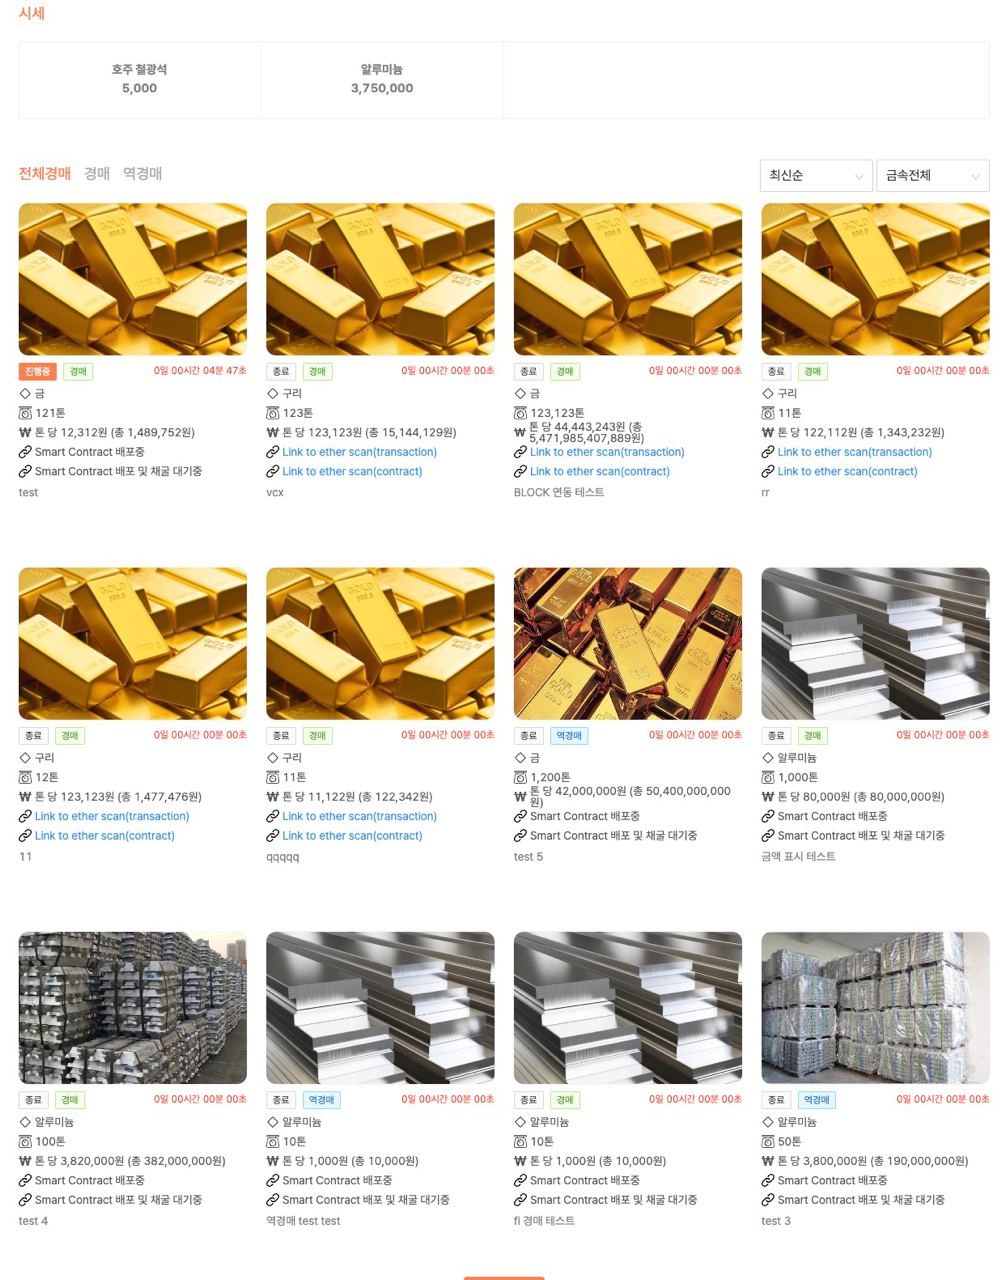 시세
호주 철광석
5,000
알루미늄
3,750,000
전체경매 경매 역경매
최신순
금속전체
진행중 경매 0일 00시간 04분 47초
금
121톤
₩ 톤 당 12,312원 (총 1,489,752원)
Smart Contract 배포중
Smart Contract 배포 및 채굴 대기중
test
종료 경매 0일 00시간 00분 00초
구리
123톤
₩ 톤 당 123,123원 (총 15,144,129원)
Link to ether scan(transaction)
Link to ether scan(contract)
vcx
종료 경매 0일 00시간 00분 00초
금
123,123톤
₩ 톤 당 44,443,243원 (총
5,471,985,407,889원)
Link to ether scan(transaction)
Link to ether scan(contract)
BLOCK 연동 테스트
종료 경매 0일 00시간 00분 00초
구리
11톤
₩ 톤 당 122,112원 (총 1,343,232원)
Link to ether scan(transaction)
Link to ether scan(contract)
rr
종료 경매 0일 00시간 00분 00초
구리
12톤
₩ 톤 당 123,123원 (총 1,477,476원)
Link to ether scan(transaction)
Link to ether scan(contract)
11
종료 경매 0일 00시간 00분 00초
구리
11톤
₩ 톤 당 11,122원 (총 122,342원)
Link to ether scan(transaction)
Link to ether scan(contract)
qqqqq
종료 역경매 0일 00시간 00분 00초
금
1,200톤
₩ 톤 당 42,000,000원 (총 50,400,000,000
원)
Smart Contract 배포중
Smart Contract 배포 및 채굴 대기중
test 5
종료 경매 0일 00시간 00분 00초
알루미늄
1,000톤
₩ 톤 당 80,000원 (총 80,000,000원)
Smart Contract 배포중
Smart Contract 배포 및 채굴 대기중
금액 표시 테스트
종료 경매 0일 00시간 00분 00초
알루미늄
100톤
₩ 톤 당 3,820,000원 (총 382,000,000원)
Smart Contract 배포중
Smart Contract 배포 및 채굴 대기중
test 4
종료 역경매 0일 00시간 00분 00초
알루미늄
10톤
₩ 톤 당 1,000원 (총 10,000원)
Smart Contract 배포중
Smart Contract 배포 및 채굴 대기중
역경매 test test
종료 경매 0일 00시간 00분 00초
알루미늄
10톤
₩ 톤 당 1,000원 (총 10,000원)
Smart Contract 배포중
Smart Contract 배포 및 채굴 대기중
fi 경매 테스트
종료 역경매 0일 00시간 00분 00초
알루미늄
50톤
₩ 톤 당 3,800,000원 (총 190,000,000원)
Smart Contract 배포중
Smart Contract 배포 및 채굴 대기중
test 3